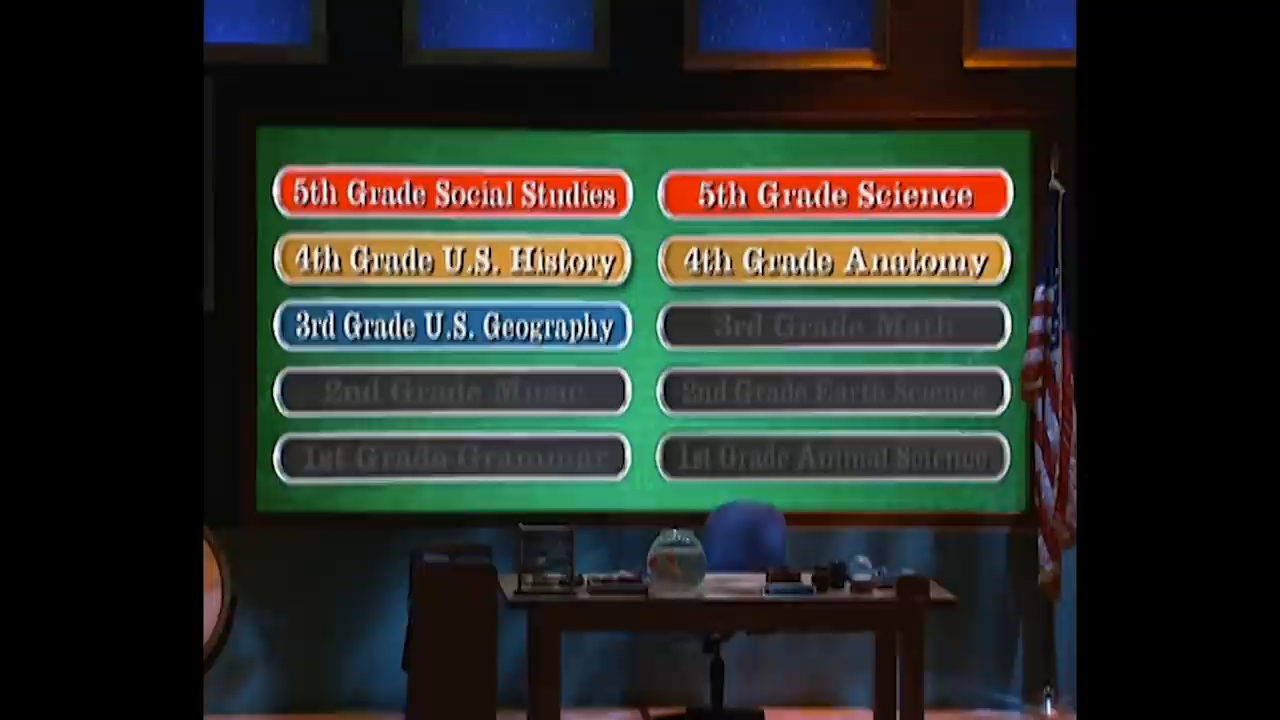 5th Grade Social Studies
5th Grade Science
4th Grade U.S. History
4th Grade Anatomy
3rd Grade U.S. Geography
3rd Grade Math
2nd Grade Music
2nd Grade Earth Science
1st Grade Grammar
1st Grade Animal Science